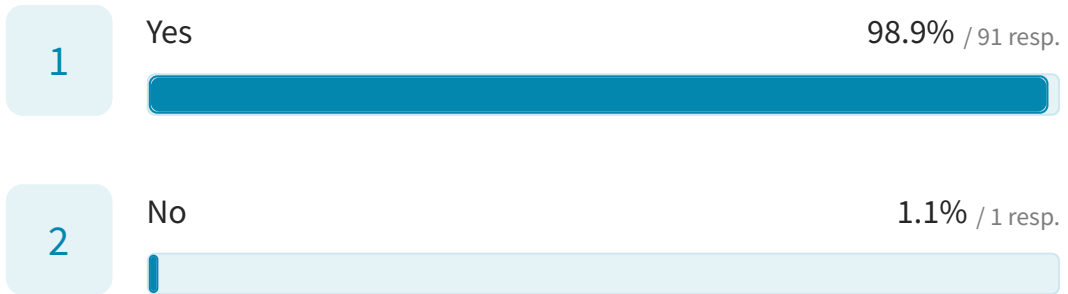 1
Yes 98.9% / 91 resp.
2
No 1.1% / 1 resp.